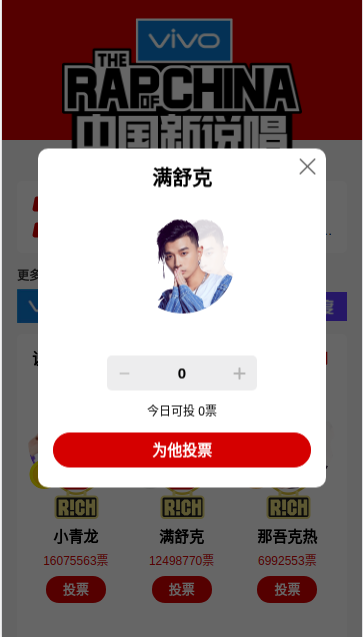 vivo
THE
RAP OF CHINA
中国新说唱
满舒克
0
今日可投 0票
为他投票
更多
R!CH
R!CH
R!CH
小青龙
满舒克
那吾克热
16075563票
12498770票
6992553票
投票
投票
投票